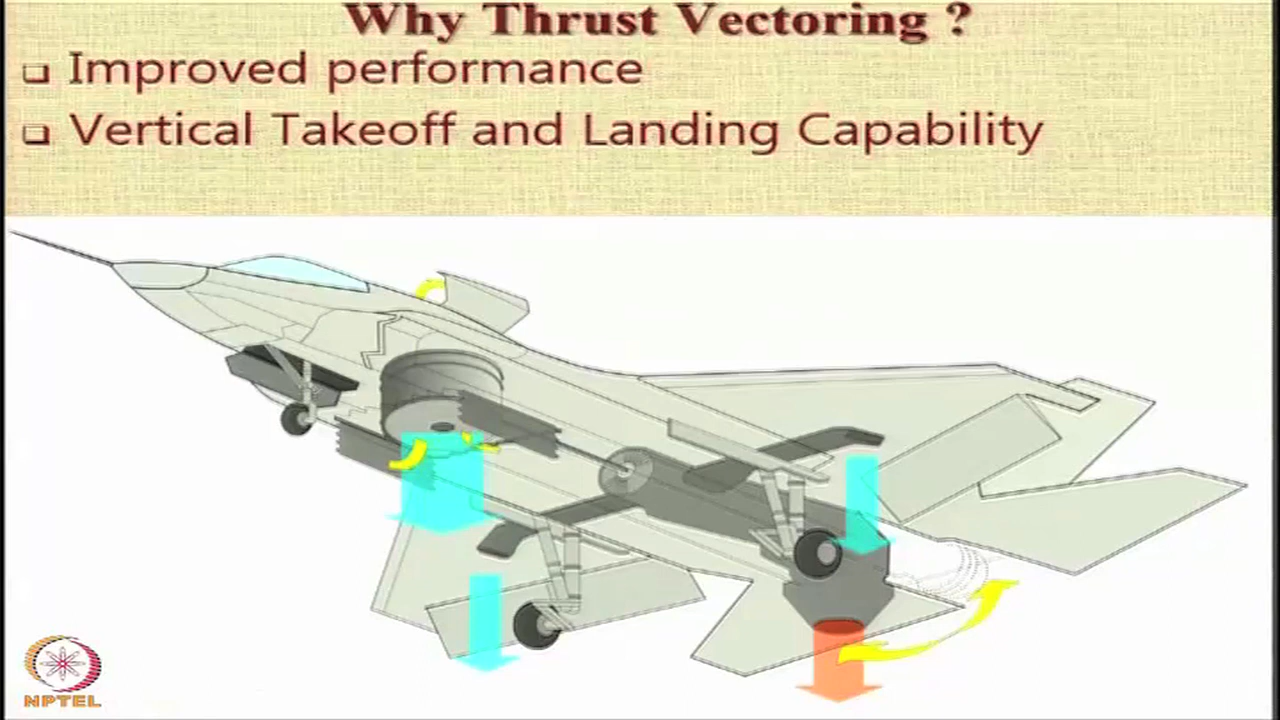 Why Thrust Vectoring ?
Improved performance
Vertical Takeoff and Landing Capability
NPTEL